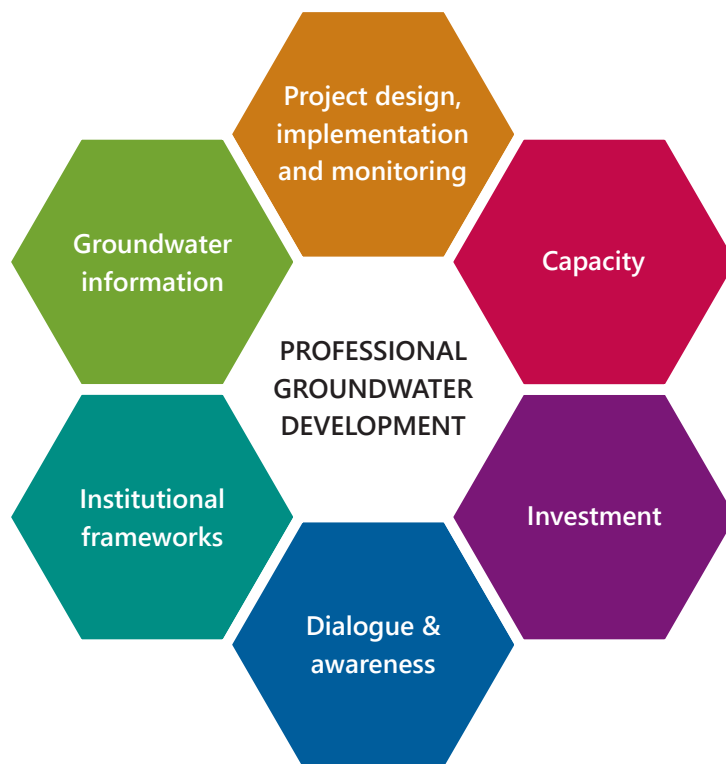 Project design,
implementation
and monitoring
Groundwater
information
Capacity
PROFESSIONAL
GROUNDWATER
DEVELOPMENT
Institutional
frameworks
Investment
Dialogue &
awareness